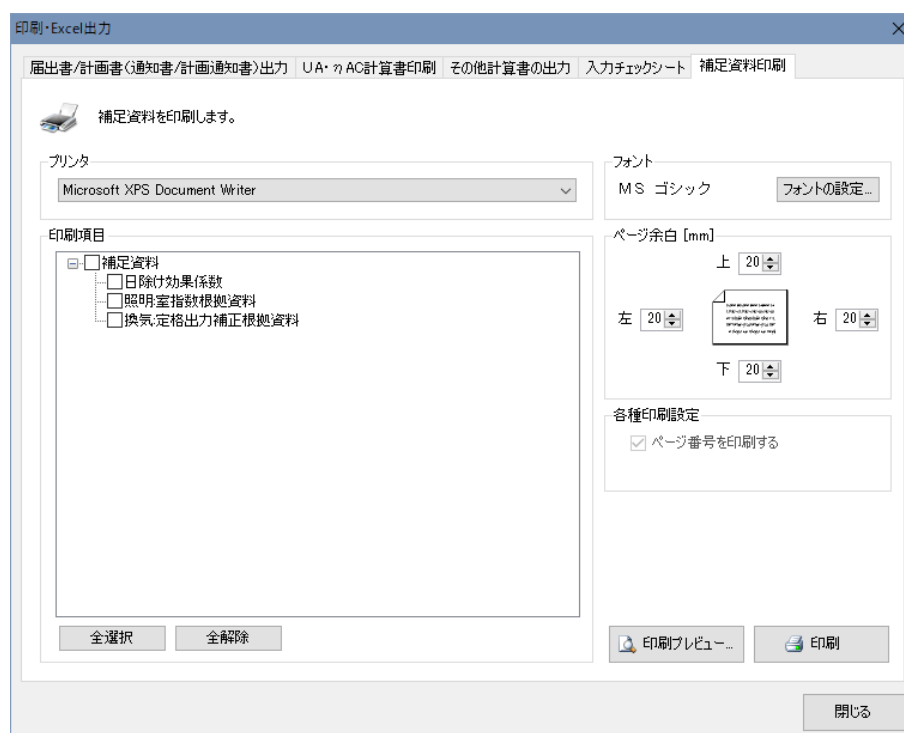 印刷・Excel出力
届出書/計画書(通知書/計画通知書)出力 UA・ηAC計算書印刷 その他計算書の出力 入力チェックシート 補足資料印刷
補足資料を印刷します。
プリンタ
Microsoft XPS Document Writer
フォント
MS ゴシック
フォントの設定...
印刷項目
補足資料
日除け効果係数
照明:室指数根拠資料
換気:定格出力補正根拠資料
ページ余白 [mm]
上 20
左 20
右 20
下 20
各種印刷設定
ページ番号を印刷する
全選択 全解除
印刷プレビュー... 印刷
閉じる